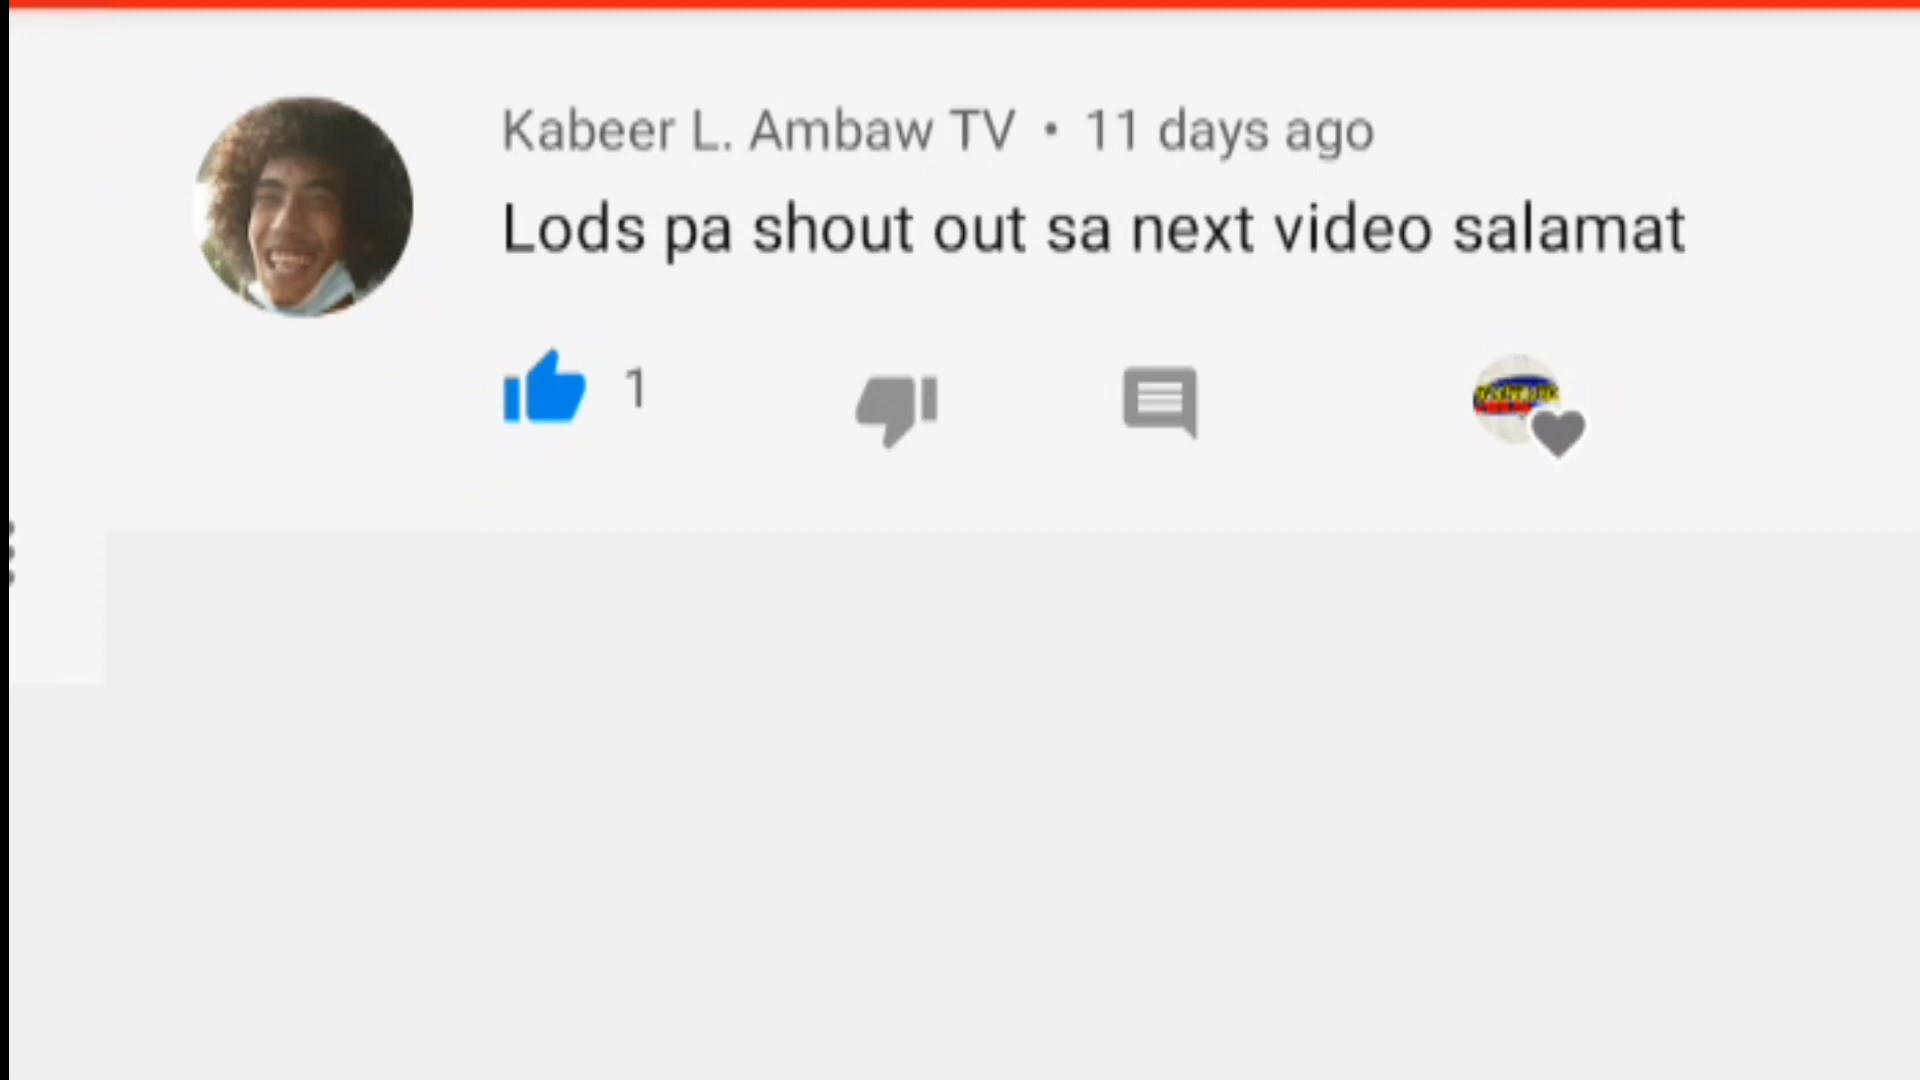 Kabeer L. Ambaw TV • 11 days ago
Lods pa shout out sa next video salamat
1